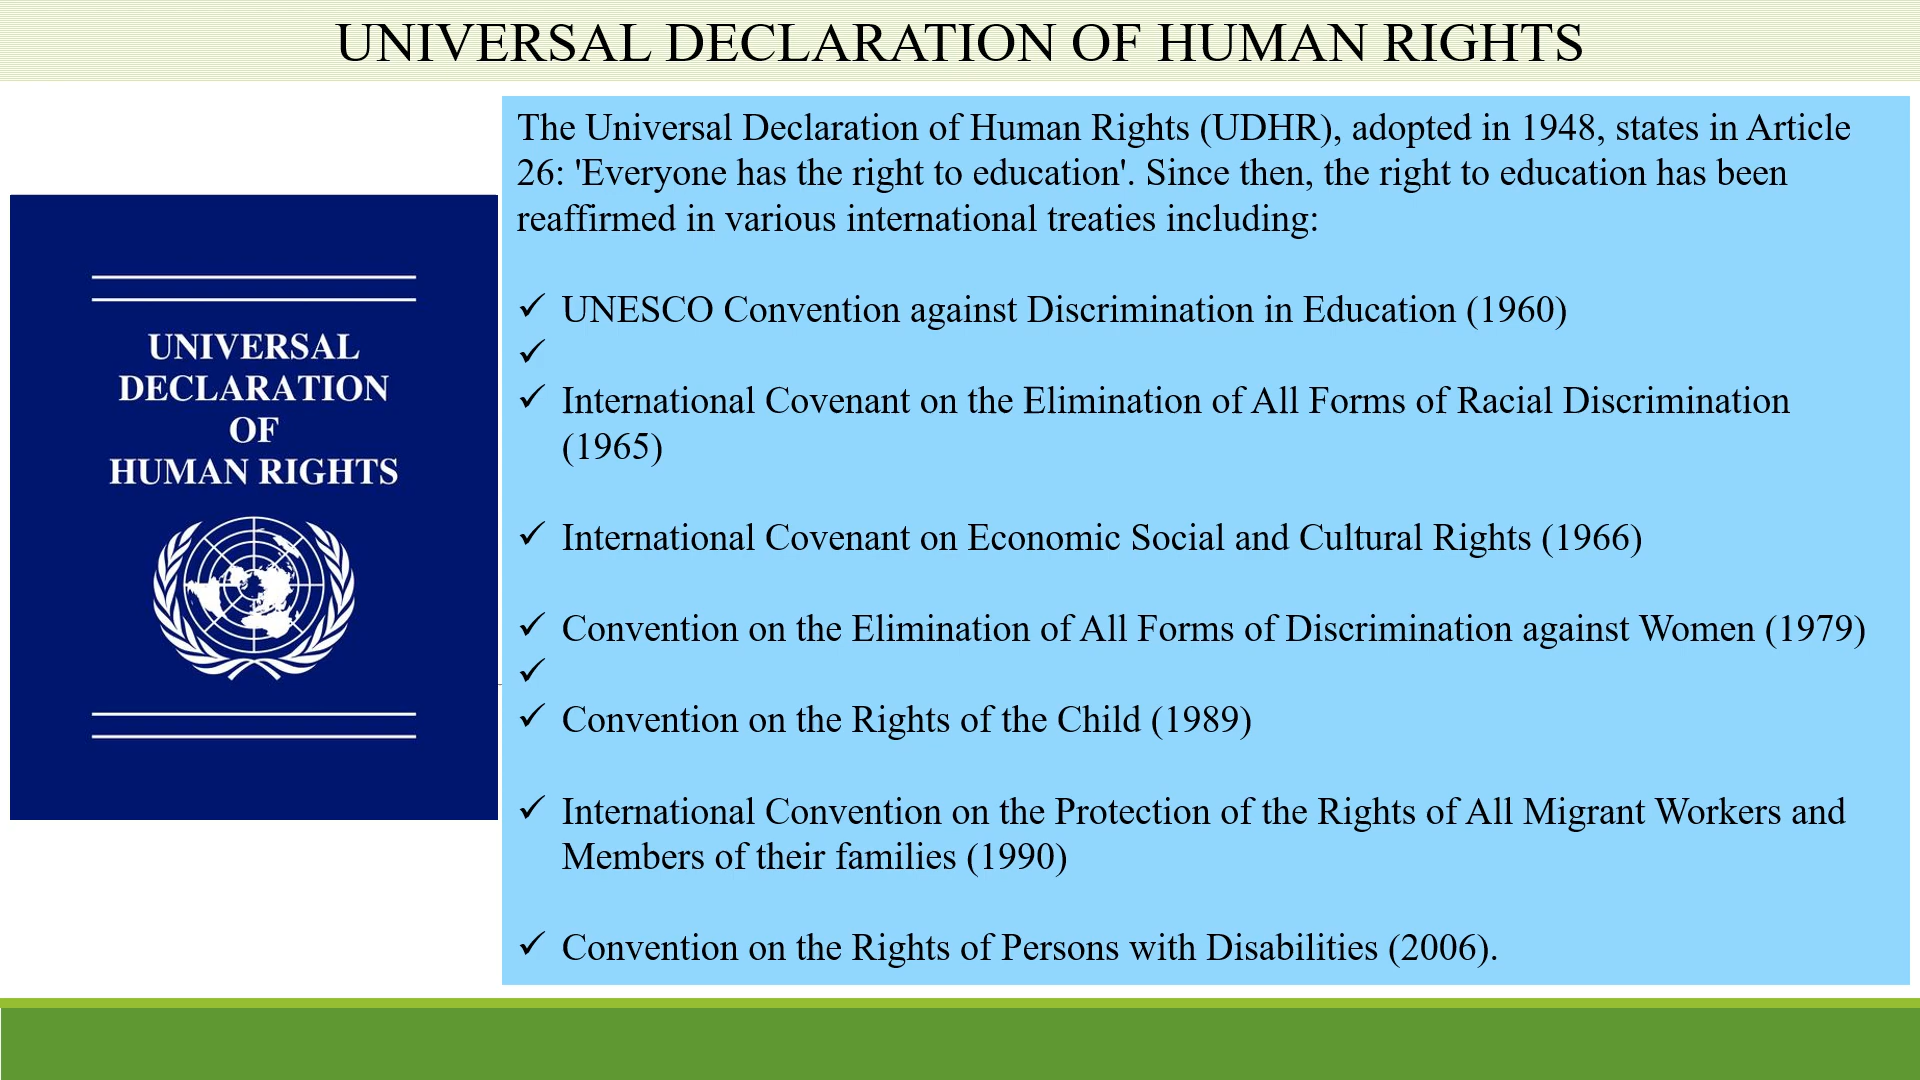 UNIVERSAL DECLARATION OF HUMAN RIGHTS
UNIVERSAL
DECLARATION
OF
HUMAN RIGHTS
The Universal Declaration of Human Rights (UDHR), adopted in 1948, states in Article
26: 'Everyone has the right to education'. Since then, the right to education has been
reaffirmed in various international treaties including:
✓ UNESCO Convention against Discrimination in Education (1960)
✓
✓ International Covenant on the Elimination of All Forms of Racial Discrimination
(1965)
✓ International Covenant on Economic Social and Cultural Rights (1966)
✓ Convention on the Elimination of All Forms of Discrimination against Women (1979)
✓
✓ Convention on the Rights of the Child (1989)
✓ International Convention on the Protection of the Rights of All Migrant Workers and
Members of their families (1990)
✓ Convention on the Rights of Persons with Disabilities (2006).